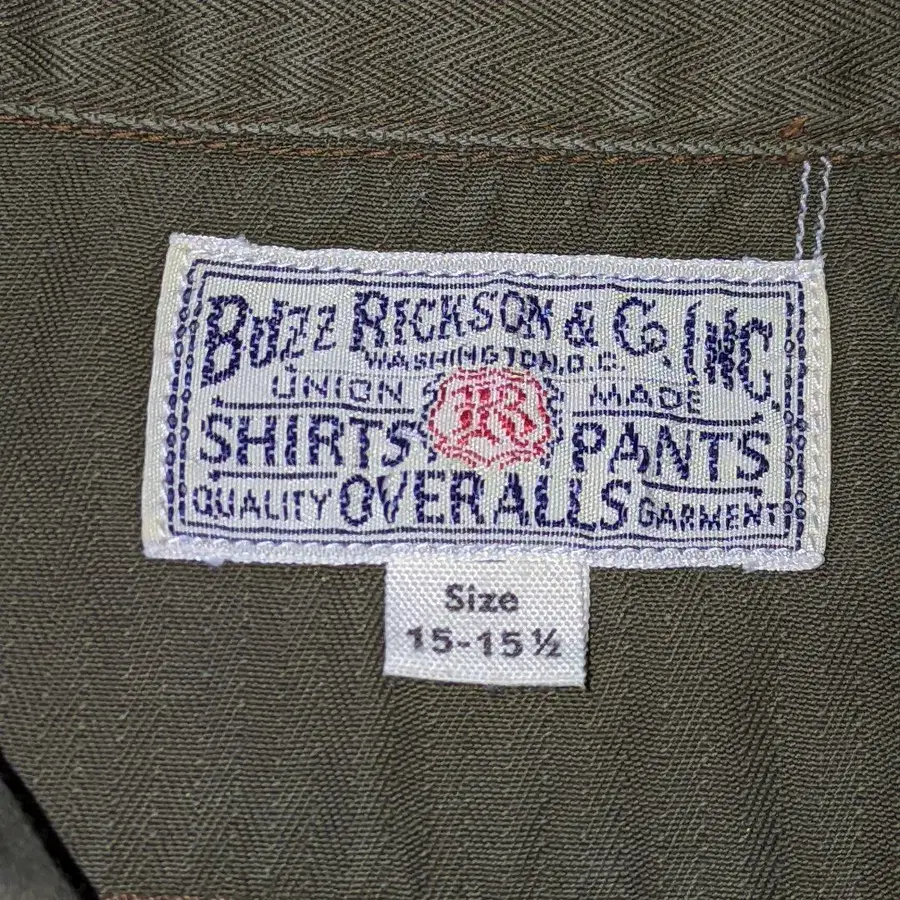 BUZZ RICKSON & CO. INC.
WASHINGTON, D.C.
UNION MADE
R
SHIRTS PANTS
QUALITY OVERALLS GARMENT
Size
15-15½